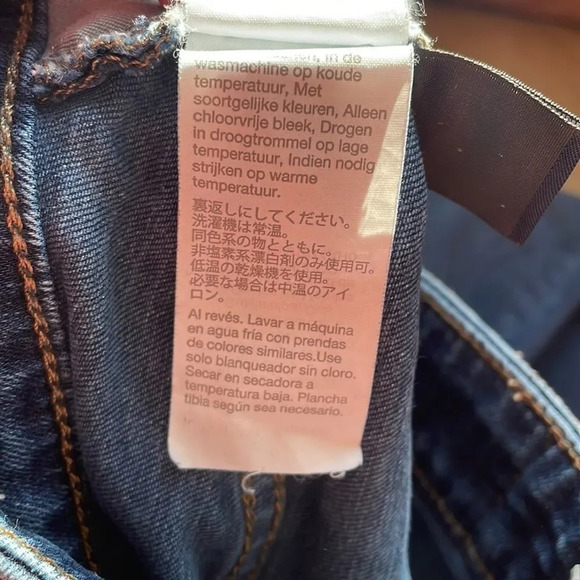 in de
wasmachine op koude
temperatuur, Met
soortgelijke kleuren, Alleen
chloorvrije bleek, Drogen
in droogtrommel op lage
temperatuur, Indien nodig
strijken op warme
temperatuur.
裏返しにしてください。
洗濯機は常温。
同色系の物とともに。
非塩素系漂白剤のみ使用可。
低温の乾燥機を使用。
必要な場合は中温のアイ
ロン。
Al revés. Lavar a máquina
en agua fría con prendas
de colores similares.Use
solo blanqueador sin cloro.
Secar en secadora a
temperatura baja. Plancha
tibia según sea necesario.